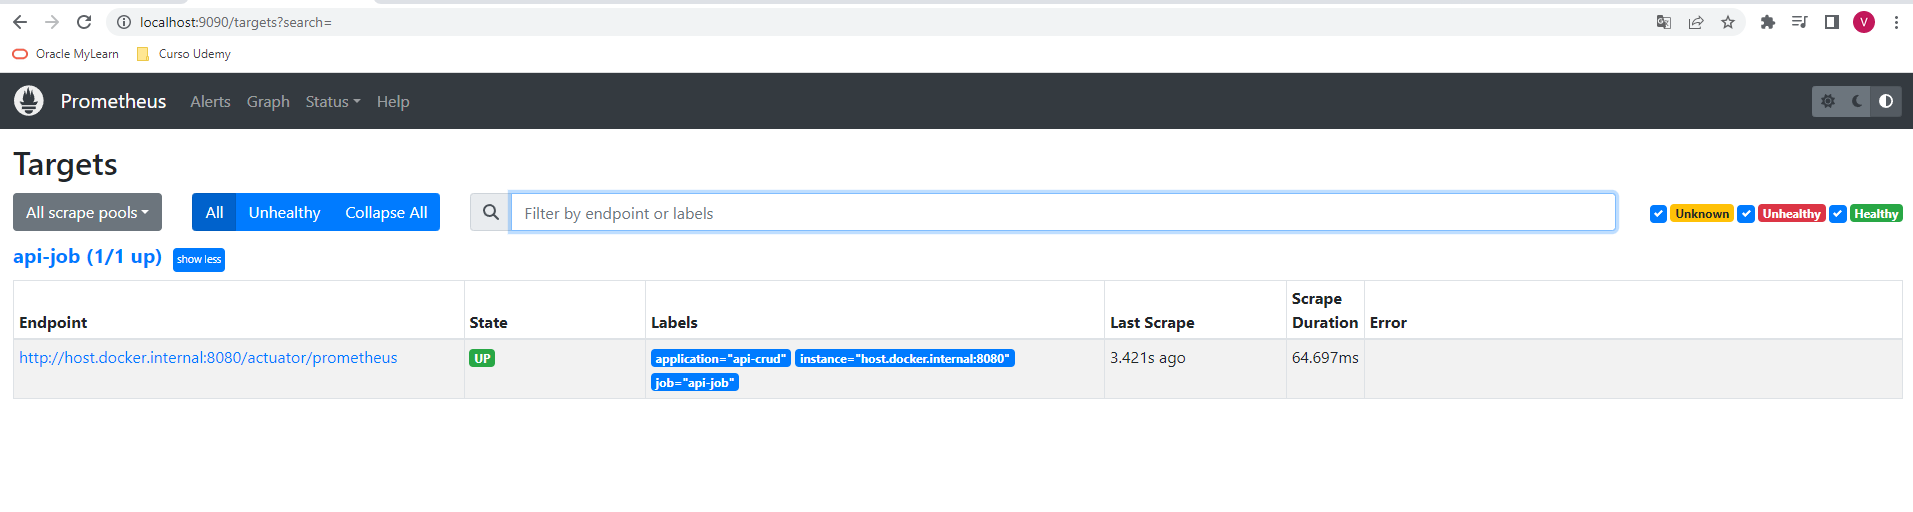 localhost:9090/targets?search=
Oracle MyLearn Curso Udemy
V
Prometheus Alerts Graph Status Help
Targets
All scrape pools All Unhealthy Collapse All Filter by endpoint or labels Unknown Unhealthy Healthy
api-job (1/1 up) show less
Endpoint State Labels Last Scrape Scrape Duration Error
http://host.docker.internal:8080/actuator/prometheus UP application="api-crud" instance="host.docker.internal:8080" 3.421s ago 64.697ms
job="api-job"